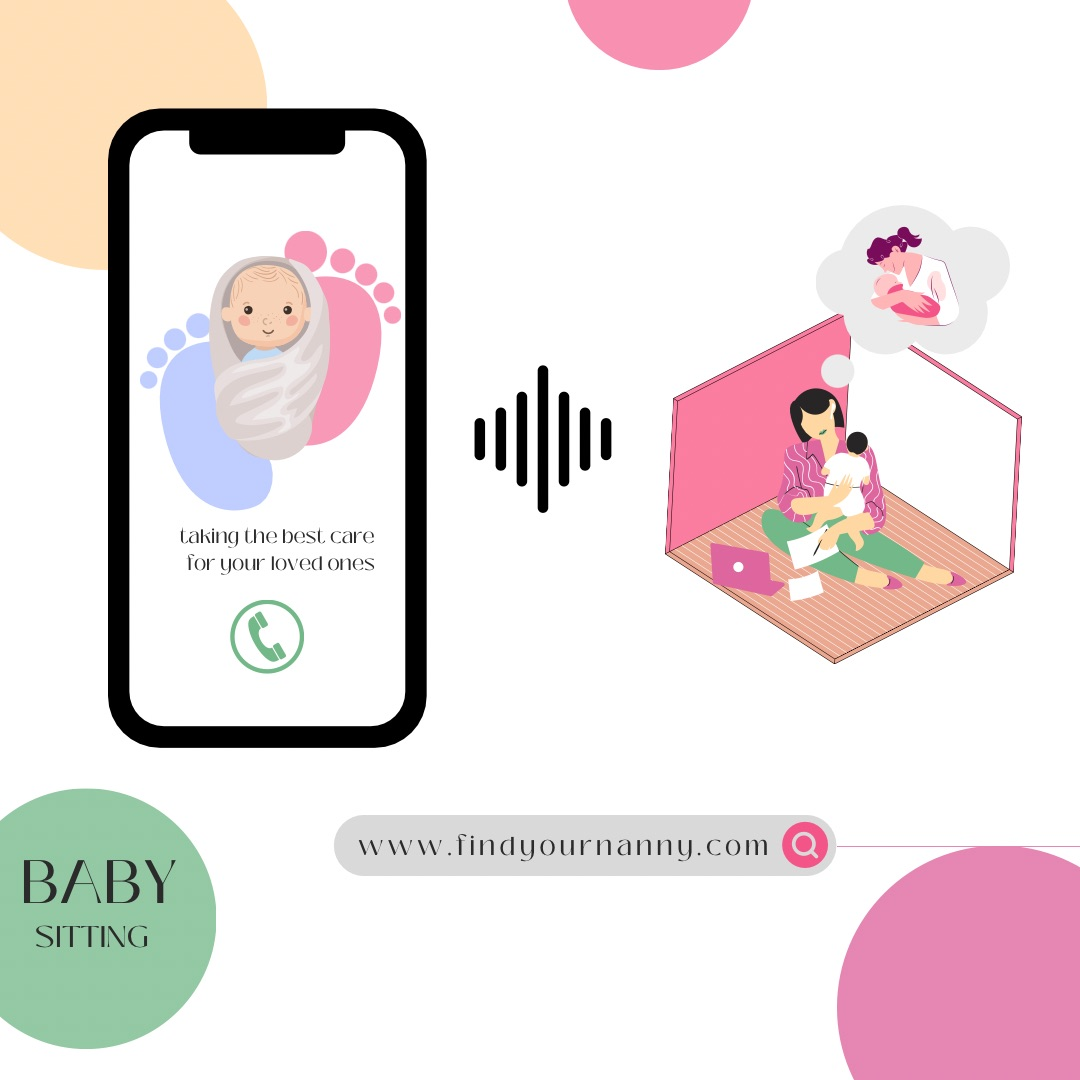 taking the best care
for your loved ones
www.findyournanny.com
BABY
SITTING